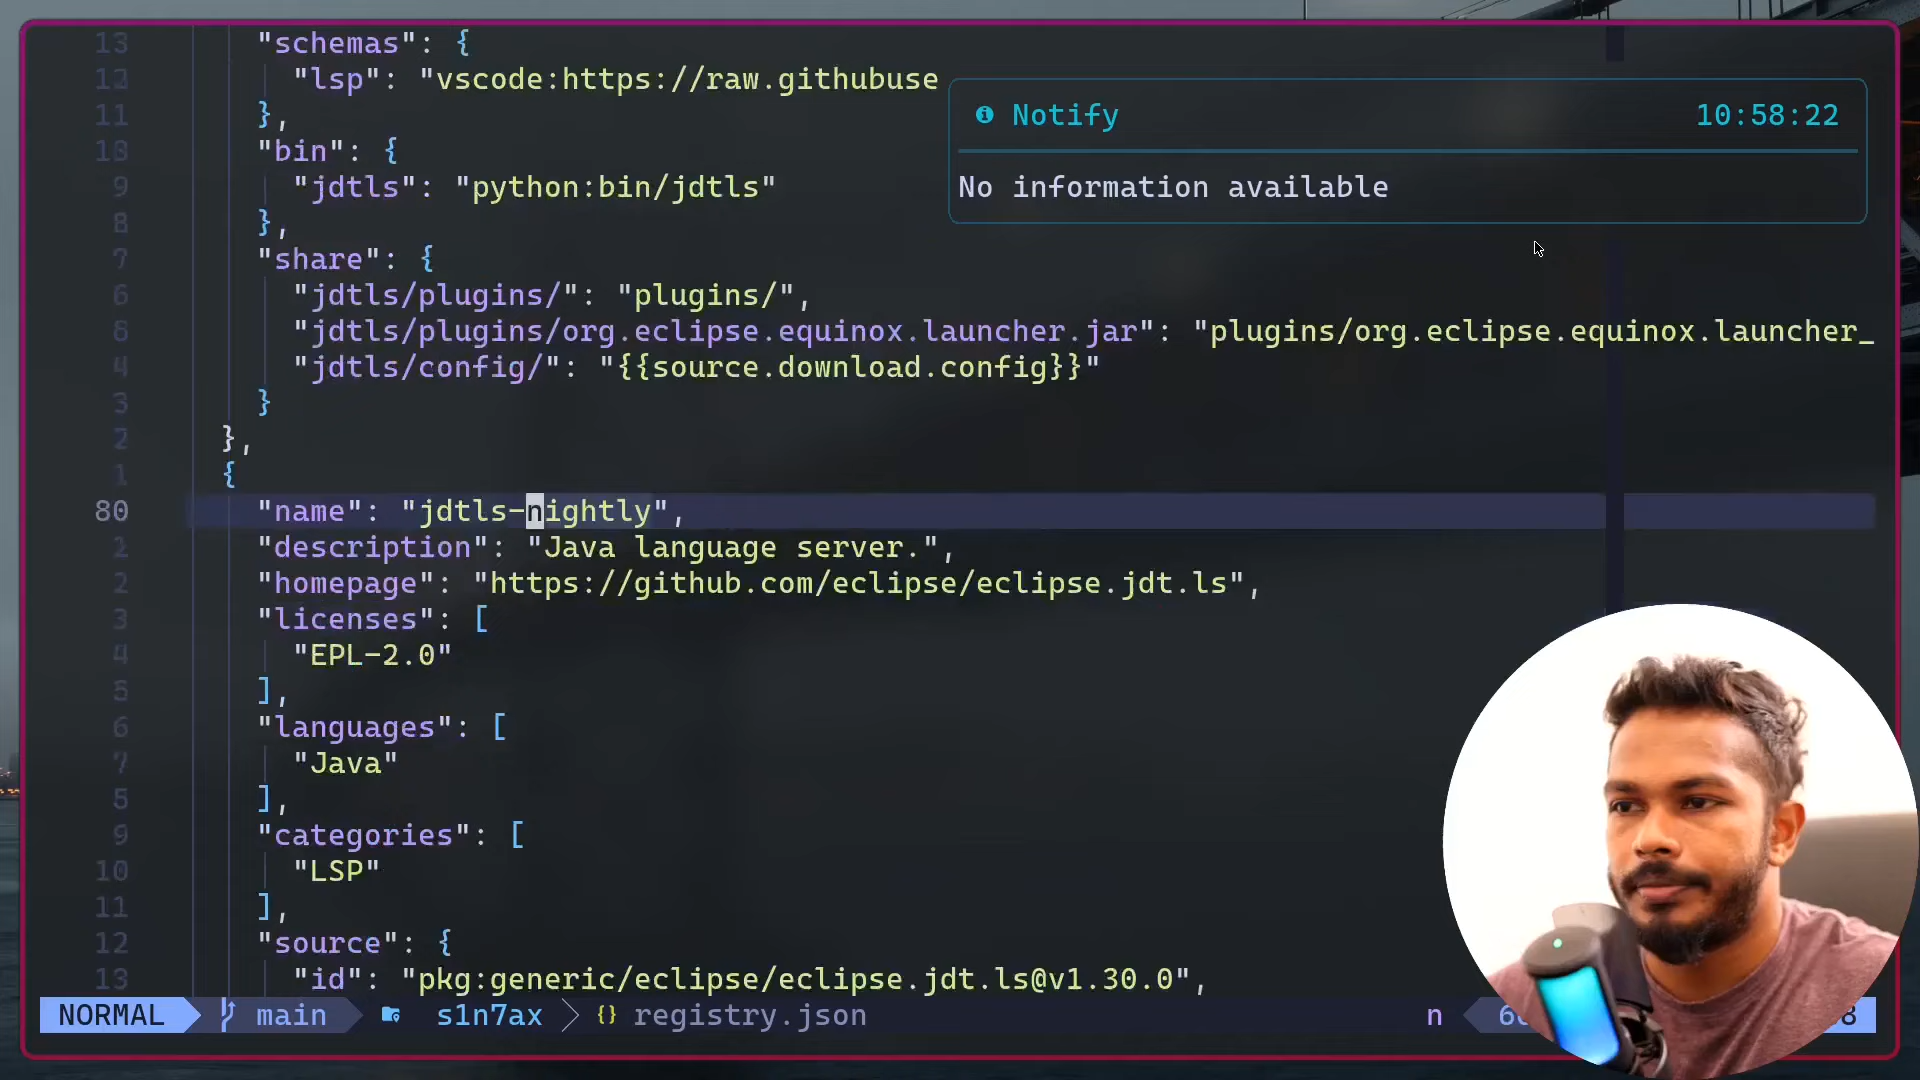 13 "schemas": {
12 "lsp": "vscode:https://raw.githubuse
11 },
10 "bin": {
9 "jdtls": "python:bin/jdtls"
8 },
7 "share": {
6 "jdtls/plugins/": "plugins/",
"jdtls/plugins/org.eclipse.equinox.launcher.jar": "plugins/org.eclipse.equinox.launcher_
4 "jdtls/config/": "{{source.download.config}}"
3 }
2 },
1 {
80 "name": "jdtls-nightly",
"description": "Java language server.",
2 "homepage": "https://github.com/eclipse/eclipse.jdt.ls",
3 "licenses": [
4 "EPL-2.0"
],
6 "languages": [
7 "Java"
],
9 "categories": [
10 "LSP"
11 ],
12 "source": {
13 "id": "pkg:generic/eclipse/eclipse.jdt.ls@v1.30.0",
Notify 10:58:22
No information available
NORMAL main s1n7ax {} registry.json n